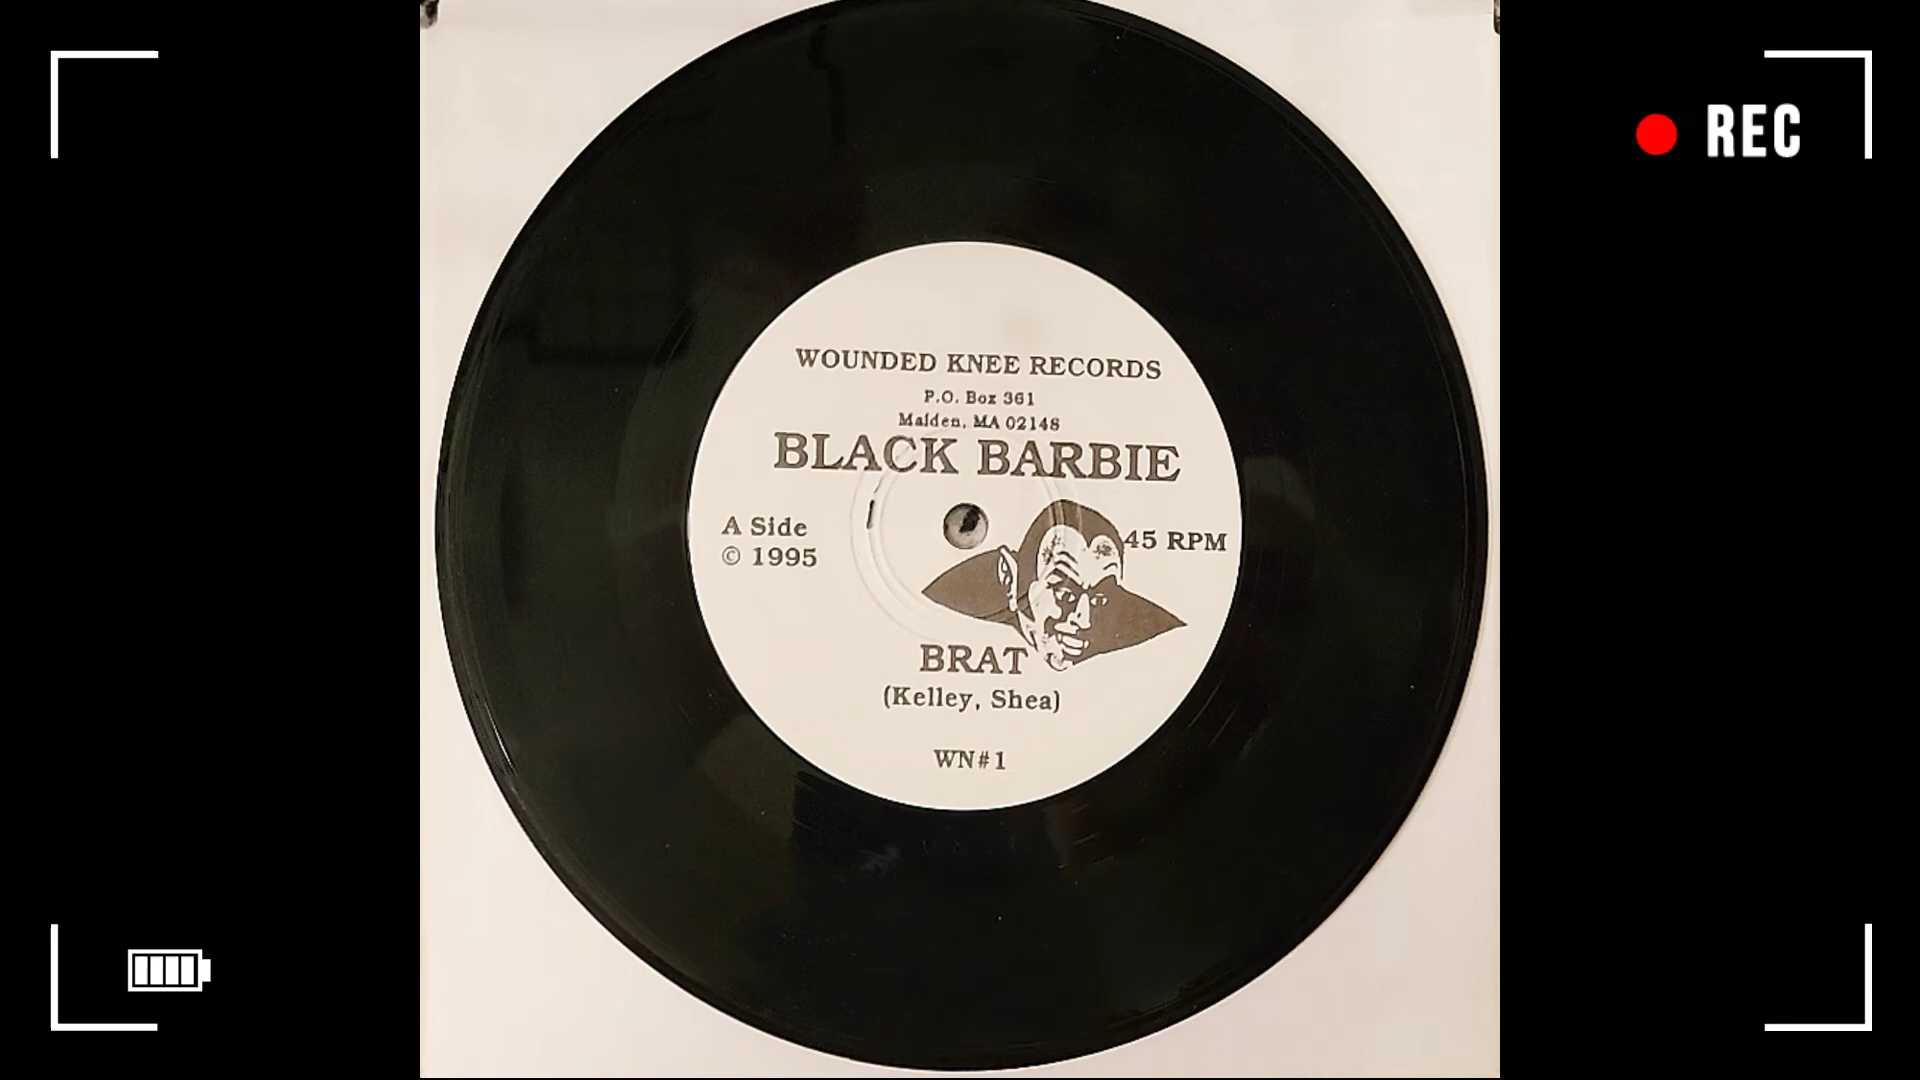 REC
WOUNDED KNEE RECORDS
P.O. Box 361
Malden, MA 02148
BLACK BARBIE
A Side
© 1995
45 RPM
BRAT
(Kelley, Shea)
WN#1